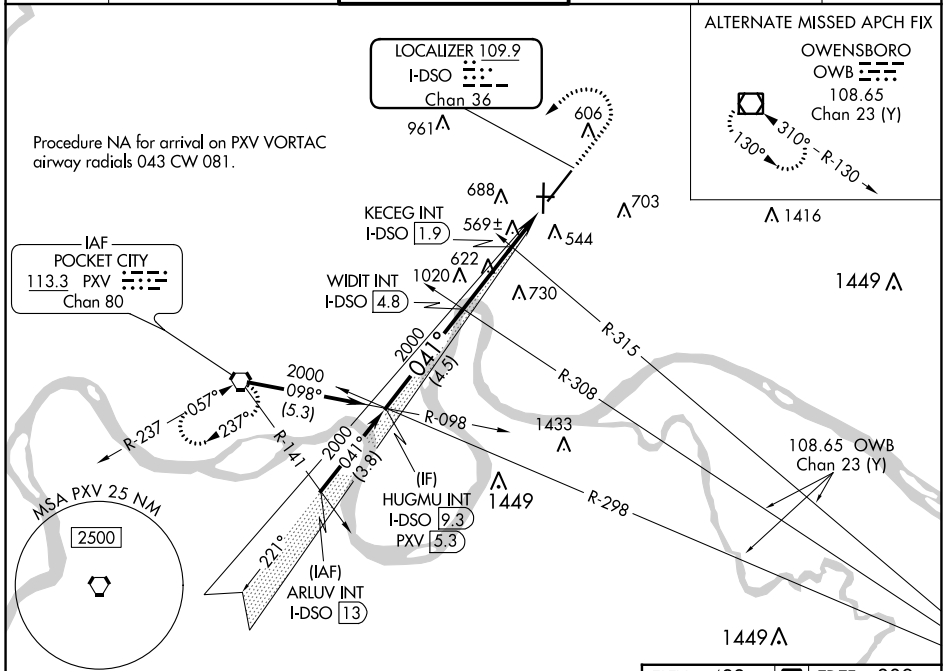 ALTERNATE MISSED APCH FIX
OWENSBORO
OWB
108.65
Chan 23 (Y)
310° - R-130
130°
LOCALIZER 109.9
I-DSO
Chan 36
Procedure NA for arrival on PXV VORTAC
airway radials 043 CW 081.
961
606
688
703
569±
544
622
1020
730
1416
1449
KECEG INT
I-DSO 1.9
WIDIT INT
I-DSO 4.8
IAF
POCKET CITY
113.3 PXV
Chan 80
2000
098°
(5.3)
2000
041°
(4.5)
R-315
R-308
R-098
R-298
1433
1449
108.65 OWB
Chan 23 (Y)
R-237
057°
237°
R-141
2000
041°
(3.8)
(IF)
HUGMU INT
I-DSO 9.3
PXV 5.3
221°
(IAF)
ARLUV INT
I-DSO 13
MSA PXV 25 NM
2500
1449